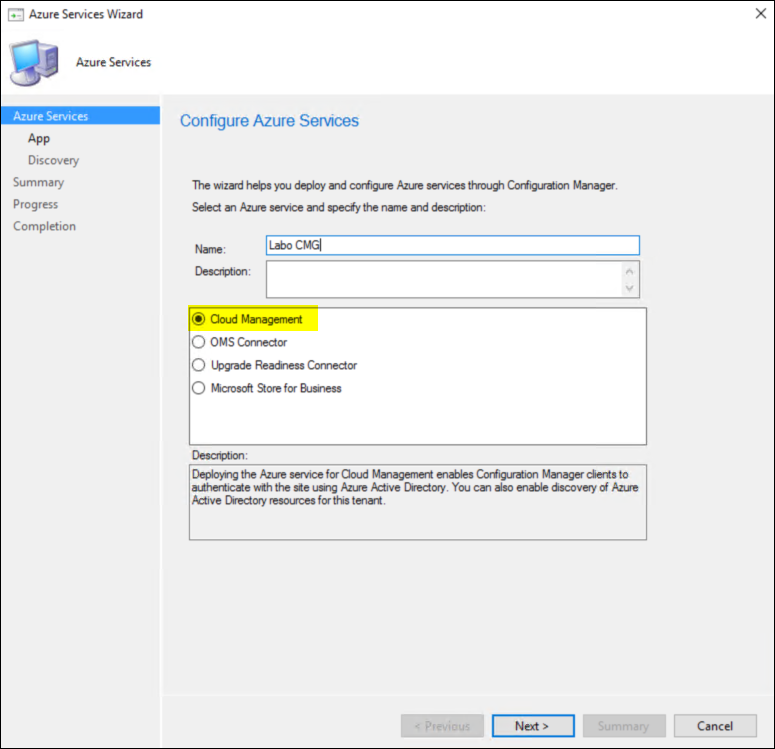 Azure Services Wizard
Azure Services
Azure Services
App
Discovery
Summary
Progress
Completion
Configure Azure Services
The wizard helps you deploy and configure Azure services through Configuration Manager.
Select an Azure service and specify the name and description:
Name:
Labo CMG
Description:
Cloud Management
OMS Connector
Upgrade Readiness Connector
Microsoft Store for Business
Description:
Deploying the Azure service for Cloud Management enables Configuration Manager clients to
authenticate with the site using Azure Active Directory. You can also enable discovery of Azure
Active Directory resources for this tenant.
< Previous
Next >
Summary
Cancel